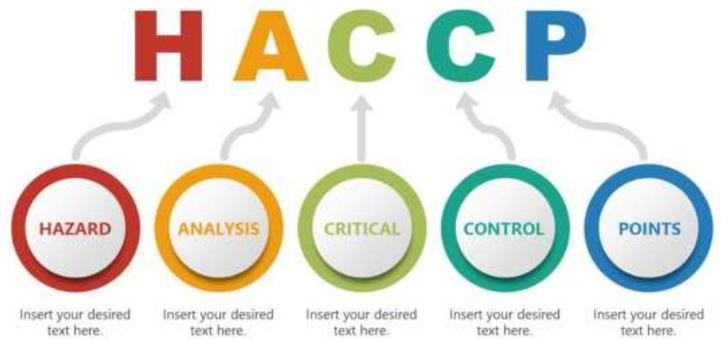 HACCP
HAZARD
ANALYSIS
CRITICAL
CONTROL
POINTS
Insert your desired
text here.
Insert your desired
text here.
Insert your desired
text here.
Insert your desired
text here.
Insert your desired
text here.